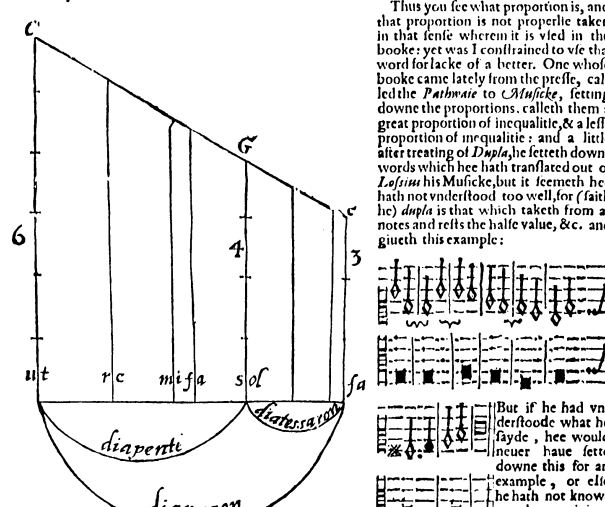 C
G
c
6
4
3
ut
re
mi
fa
sol
fa
diapenti
diatessaron
Thus you ſee what proportion is, and
that proportion is not properlie taken
in that ſenſe wherein it is vſed in the
booke: yet was I conſtrained to vſe tha
word for lacke of a better. One whoſe
booke came lately from the preſſe, cal
led the Pathwaie to Muſicke, ſetting
downe the proportions. calleth them
great proportion of inequalitie,& a leſſ
proportion of inequalitie: and a littl
after treating of Dupla,he ſetteth down
words which hee hath tranſlated out o
Loſsius his Muſicke,but it ſeemeth he
hath not vnderſtood too well,for (ſaith
he) dupla is that which taketh from a
notes and reſts the halfe value, &c. and
giueth this example:
But if he had vn
derſtoode what he
ſayde , hee would
neuer haue ſette
downe this for an
example , or elſe
he hath not know